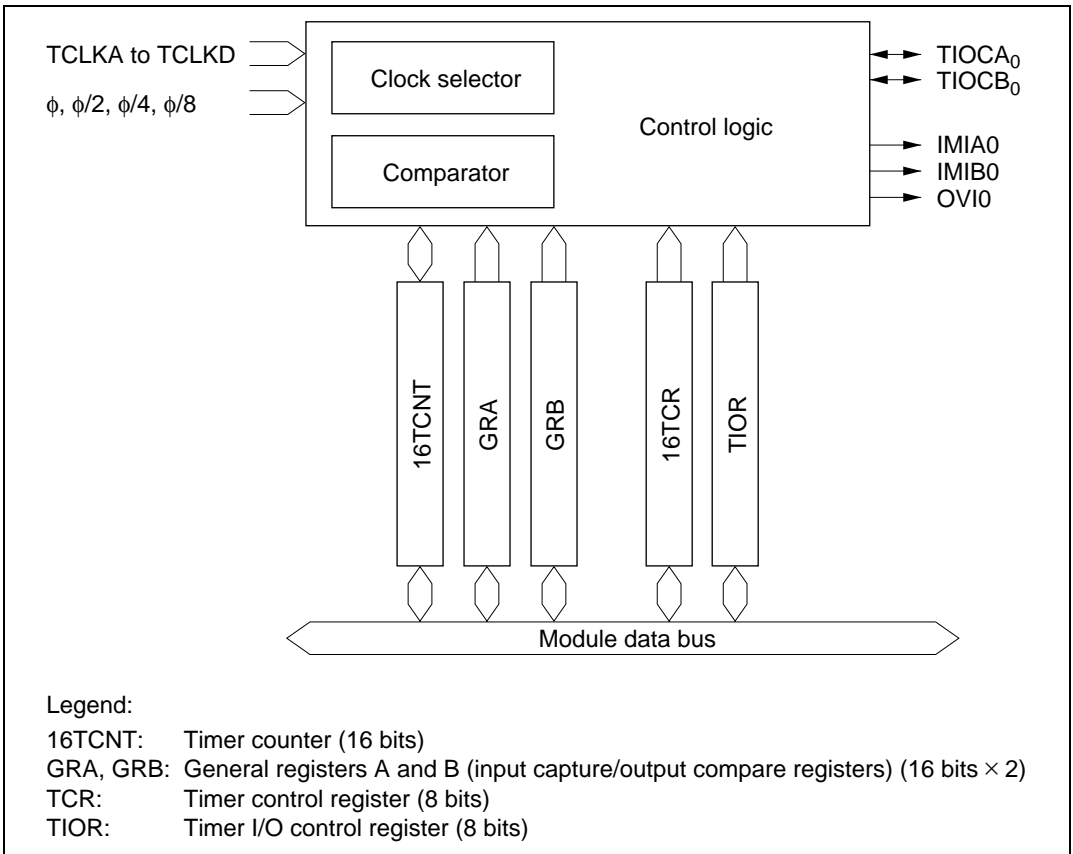 TCLKA to TCLKD
ϕ, ϕ/2, ϕ/4, ϕ/8
Clock selector
Comparator
Control logic
TIOCA0
TIOCB0
IMIA0
IMIB0
OVI0
16TCNT
GRA
GRB
16TCR
TIOR
Module data bus
Legend:
16TCNT: Timer counter (16 bits)
GRA, GRB: General registers A and B (input capture/output compare registers) (16 bits × 2)
TCR: Timer control register (8 bits)
TIOR: Timer I/O control register (8 bits)